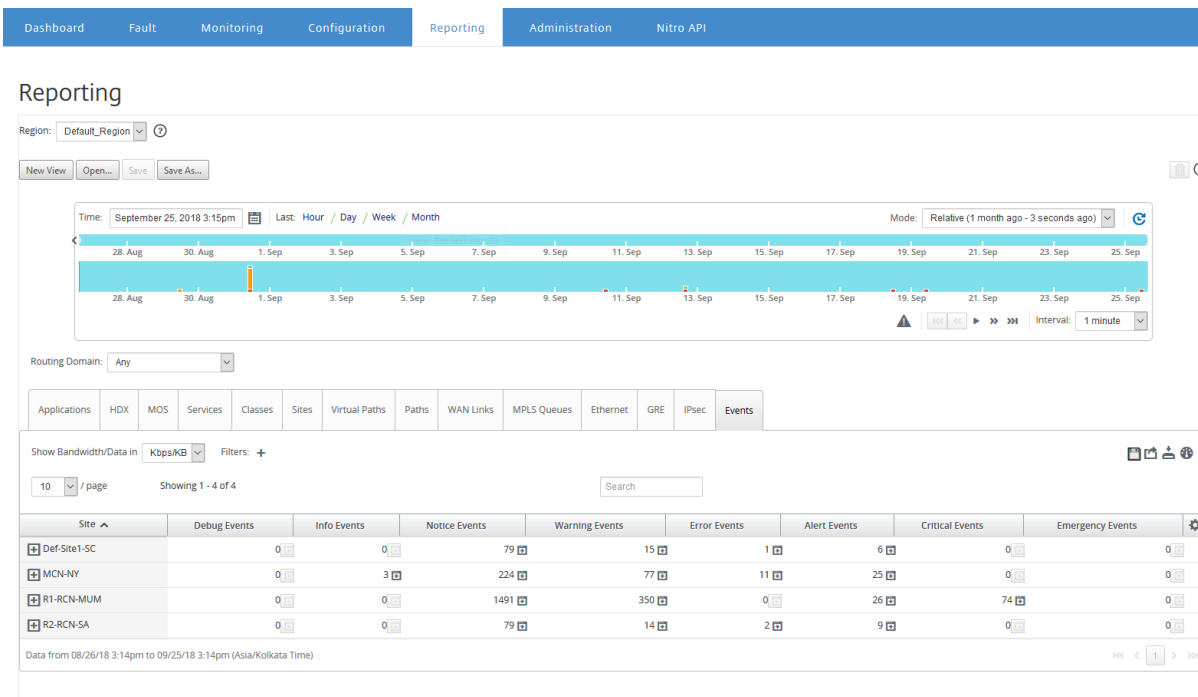 Dashboard Fault Monitoring Configuration Reporting Administration Nitro API
Reporting
Region: Default_Region ?
New View Open... Save Save As...
Time: September 25, 2018 3:15pm Last: Hour / Day / Week / Month Mode: Relative (1 month ago - 3 seconds ago)
28. Aug 30. Aug 1. Sep 3. Sep 5. Sep 7. Sep 9. Sep 11. Sep 13. Sep 15. Sep 17. Sep 19. Sep 21. Sep 23. Sep 25. Sep
28. Aug 30. Aug 1. Sep 3. Sep 5. Sep 7. Sep 9. Sep 11. Sep 13. Sep 15. Sep 17. Sep 19. Sep 21. Sep 23. Sep 25. Sep
Interval: 1 minute
Routing Domain: Any
Applications HDX MOS Services Classes Sites Virtual Paths Paths WAN Links MPLS Queues Ethernet GRE IPsec Events
Show Bandwidth/Data in Kbps/KB Filters: +
10 / page Showing 1 - 4 of 4 Search
Site Debug Events Info Events Notice Events Warning Events Error Events Alert Events Critical Events Emergency Events
Def-Site1-SC 0 0 79 15 1 6 0 0
MCN-NY 0 3 224 77 11 25 0 0
R1-RCN-MUM 0 0 1491 350 0 26 74 0
R2-RCN-SA 0 0 79 14 2 9 0 0
Data from 08/26/18 3:14pm to 09/25/18 3:14pm (Asia/Kolkata Time) 1